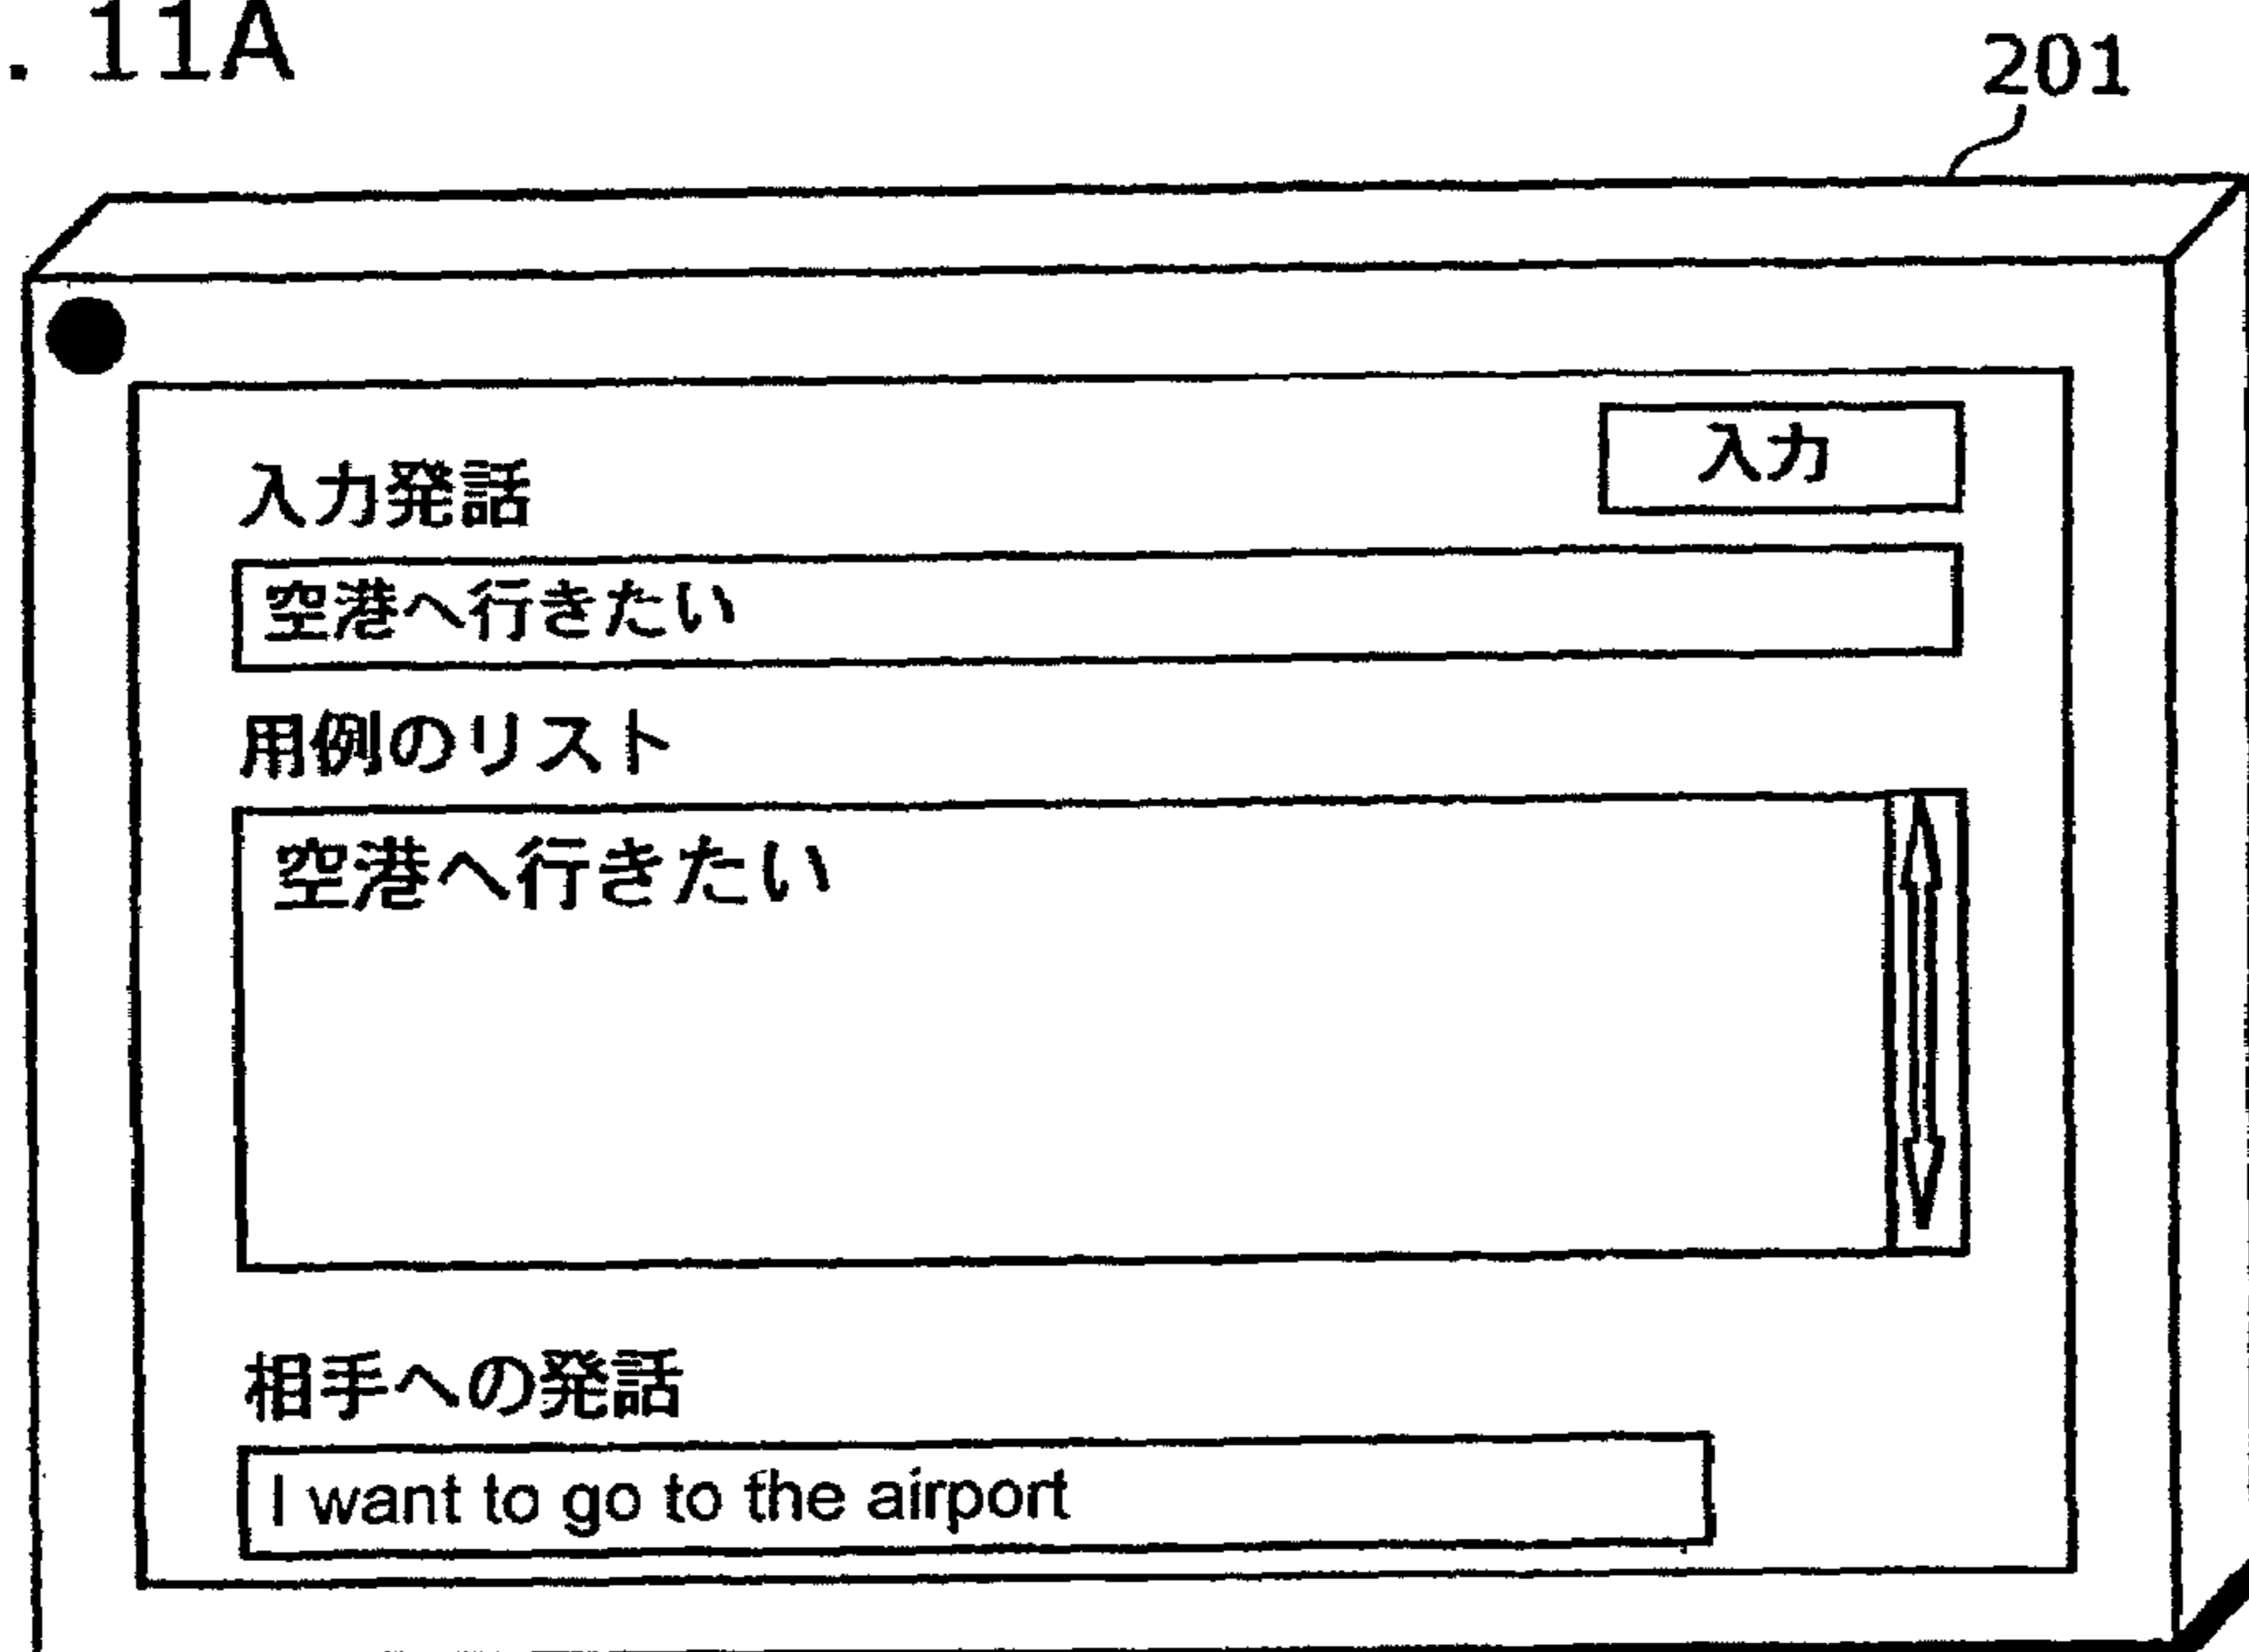 . 11A
201
入力
入力発話
空港へ行きたい
用例のリスト
空港へ行きたい
相手への発話
I want to go to the airport